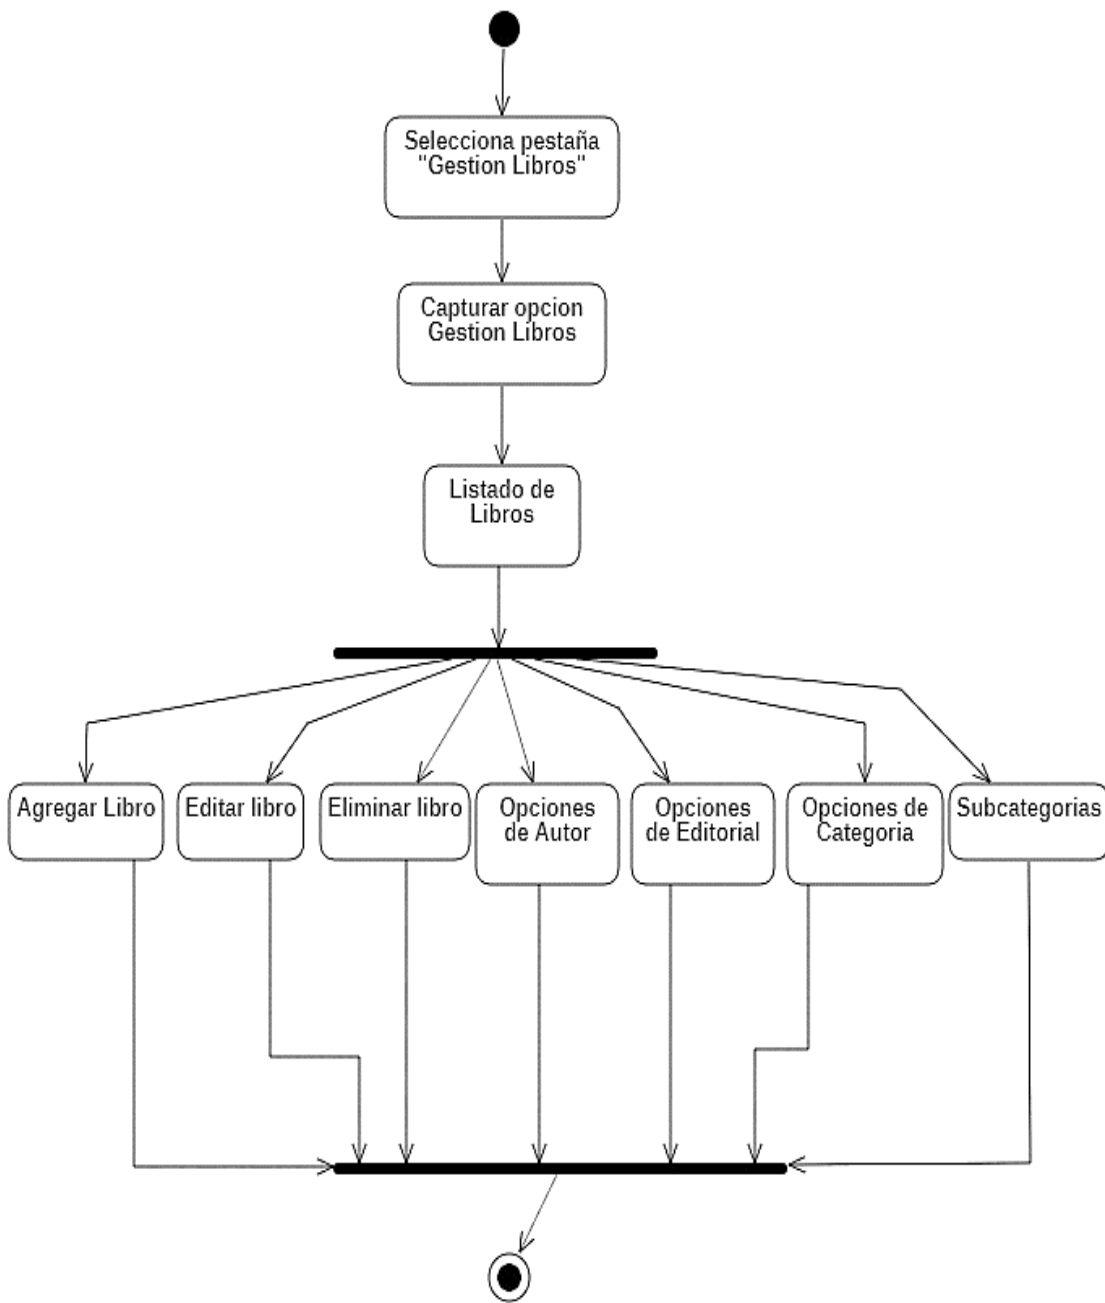 Selecciona pestaña
"Gestion Libros"
Capturar opcion
Gestion Libros
Listado de
Libros
Agregar Libro
Editar libro
Eliminar libro
Opciones
de Autor
Opciones
de Editorial
Opciones de
Categoria
Subcategorias